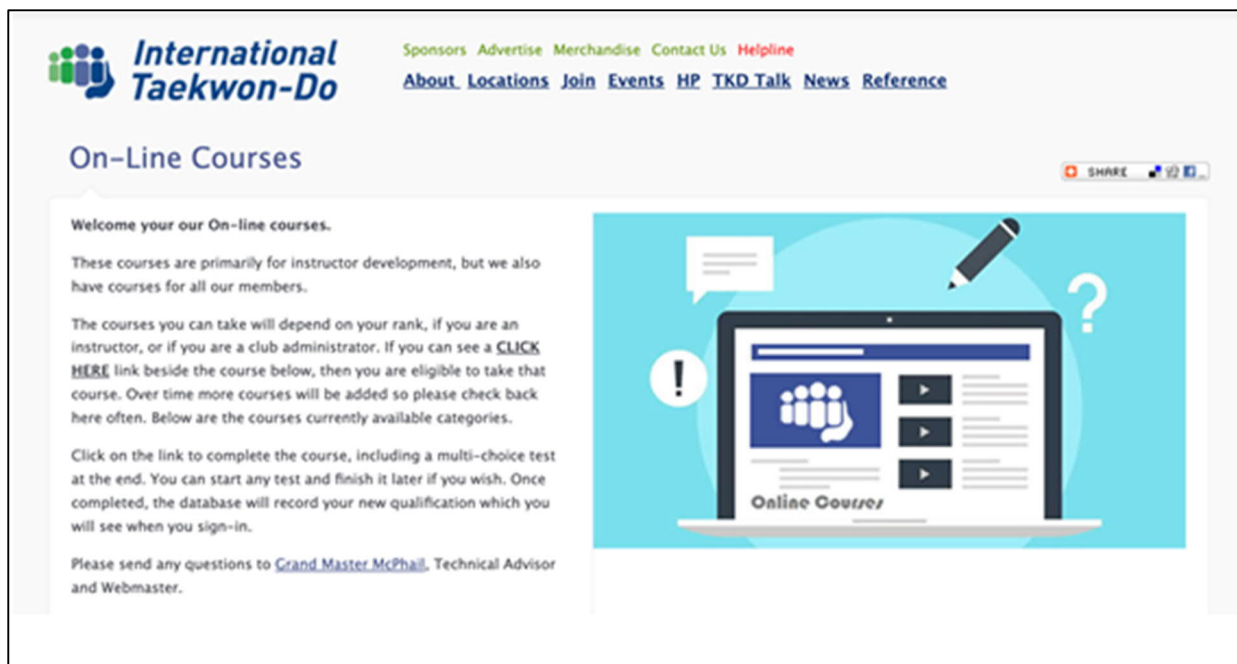 International
Taekwon-Do
Sponsors Advertise Merchandise Contact Us Helpline
About Locations Join Events HP TKD Talk News Reference
On-Line Courses
SHARE
Welcome your our On-line courses.
These courses are primarily for instructor development, but we also
have courses for all our members.
The courses you can take will depend on your rank, if you are an
instructor, or if you are a club administrator. If you can see a CLICK
HERE link beside the course below, then you are eligible to take that
course. Over time more courses will be added so please check back
here often. Below are the courses currently available categories.
Click on the link to complete the course, including a multi-choice test
at the end. You can start any test and finish it later if you wish. Once
completed, the database will record your new qualification which you
will see when you sign-in.
Please send any questions to Grand Master McPhail, Technical Advisor
and Webmaster.
?
!
Online Courses